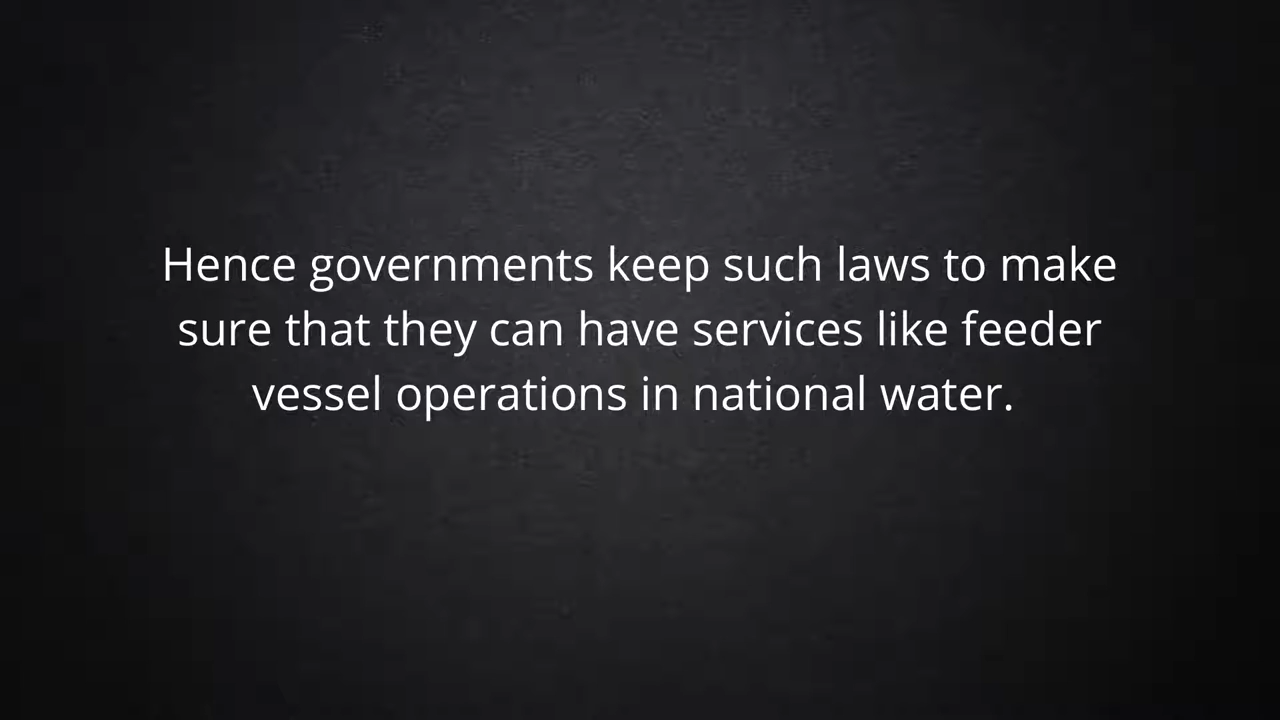 Hence governments keep such laws to make
sure that they can have services like feeder
vessel operations in national water.